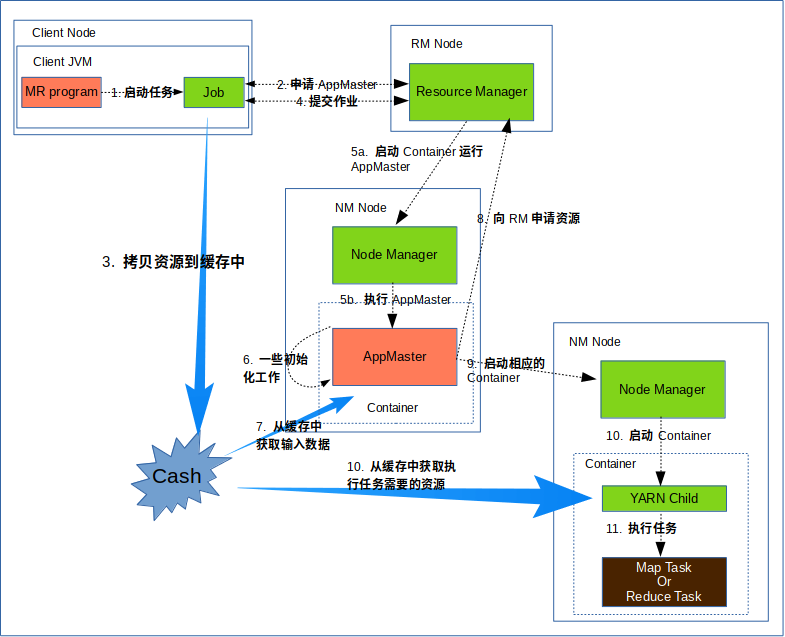 Client Node
Client JVM
MR program
1. 启动任务
Job
2. 申请 AppMaster
4. 提交作业
RM Node
Resource Manager
5a. 启动 Container 运行
AppMaster
8. 向 RM 申请资源
NM Node
Node Manager
5b. 执行 AppMaster
AppMaster
Container
3. 拷贝资源到缓存中
6. 一些初始
化工作
7. 从缓存中
获取输入数据
9. 启动相应的
Container
Cash
10. 从缓存中获取执
行任务需要的资源
NM Node
Node Manager
10. 启动 Container
Container
YARN Child
11. 执行任务
Map Task
Or
Reduce Task